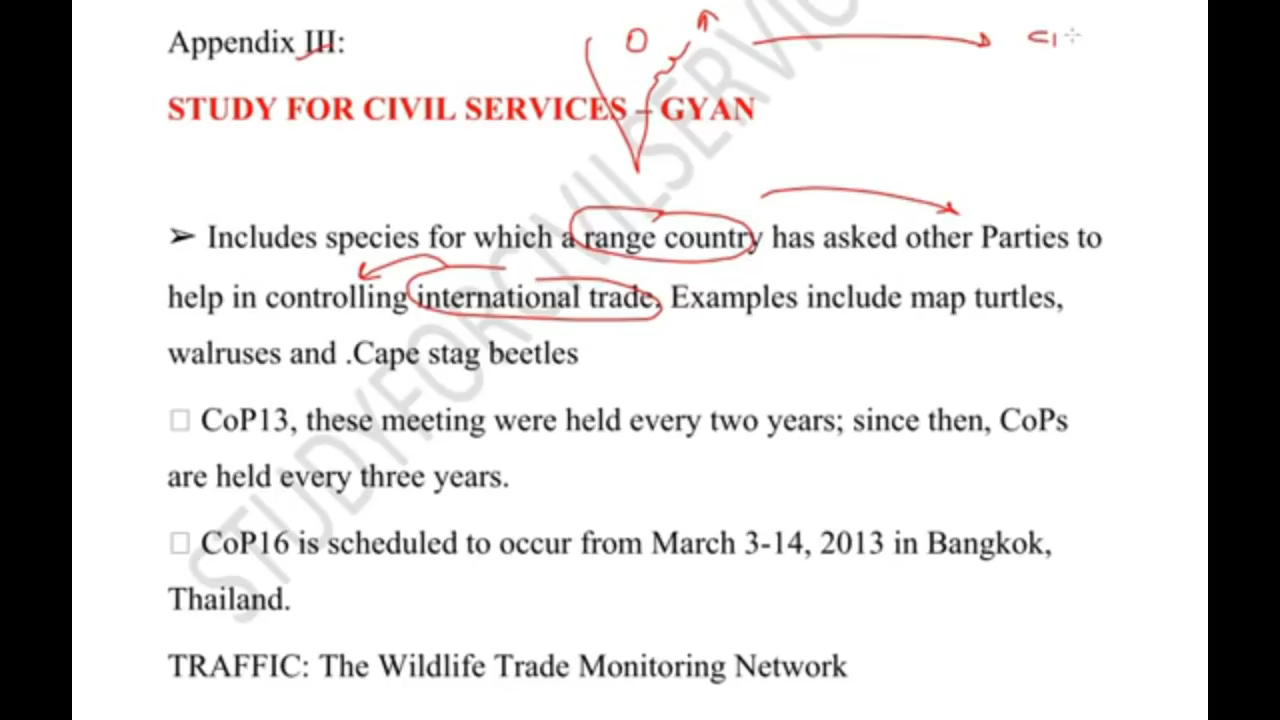 Appendix III:
STUDY FOR CIVIL SERVICES – GYAN
➢ Includes species for which a range country has asked other Parties to
help in controlling international trade. Examples include map turtles,
walruses and .Cape stag beetles
□ CoP13, these meeting were held every two years; since then, CoPs
are held every three years.
□ CoP16 is scheduled to occur from March 3-14, 2013 in Bangkok,
Thailand.
TRAFFIC: The Wildlife Trade Monitoring Network
STUDYFORCIVILSERVIC